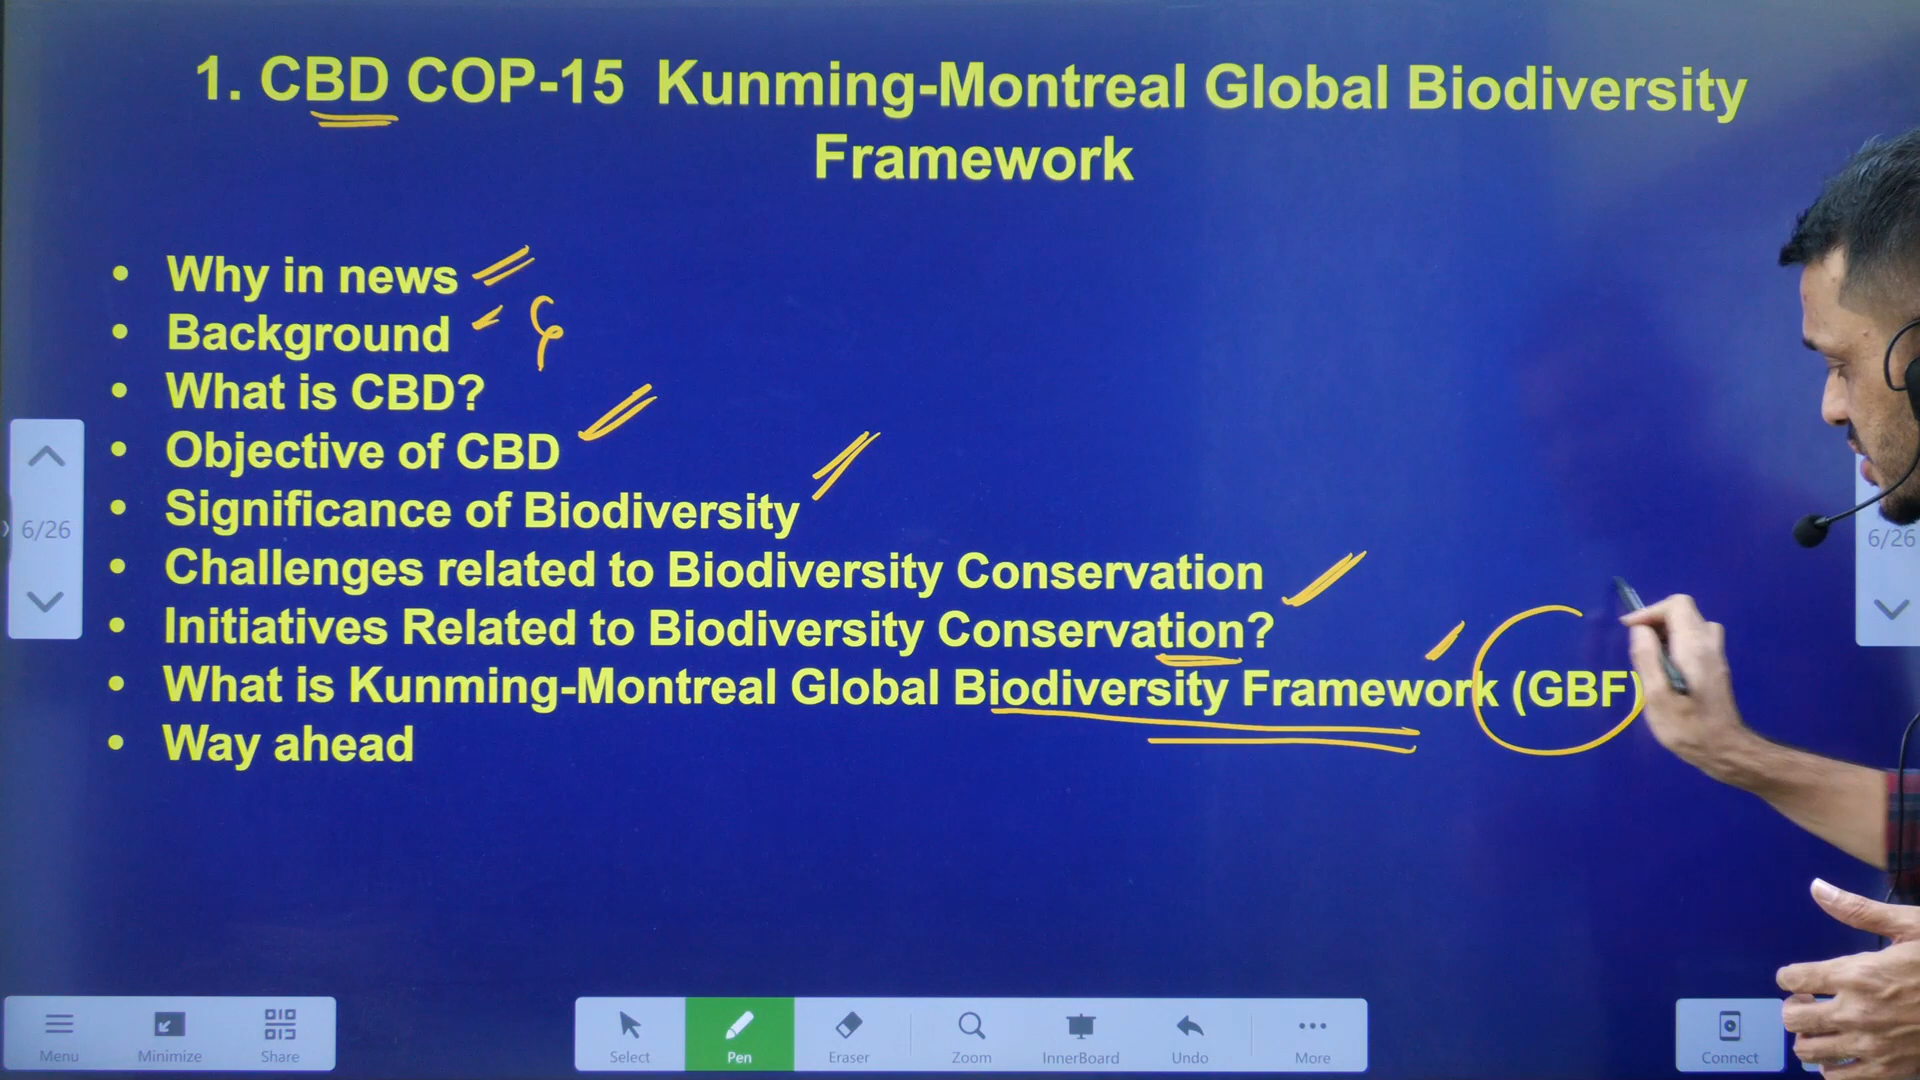 1. CBD COP-15 Kunming-Montreal Global Biodiversity
Framework
• Why in news
• Background
• What is CBD?
• Objective of CBD
• Significance of Biodiversity
• Challenges related to Biodiversity Conservation
• Initiatives Related to Biodiversity Conservation?
• What is Kunming-Montreal Global Biodiversity Framework (GBF)
• Way ahead
6/26
6/26
Menu Minimize Share Select Pen Eraser Zoom InnerBoard Undo More Connect